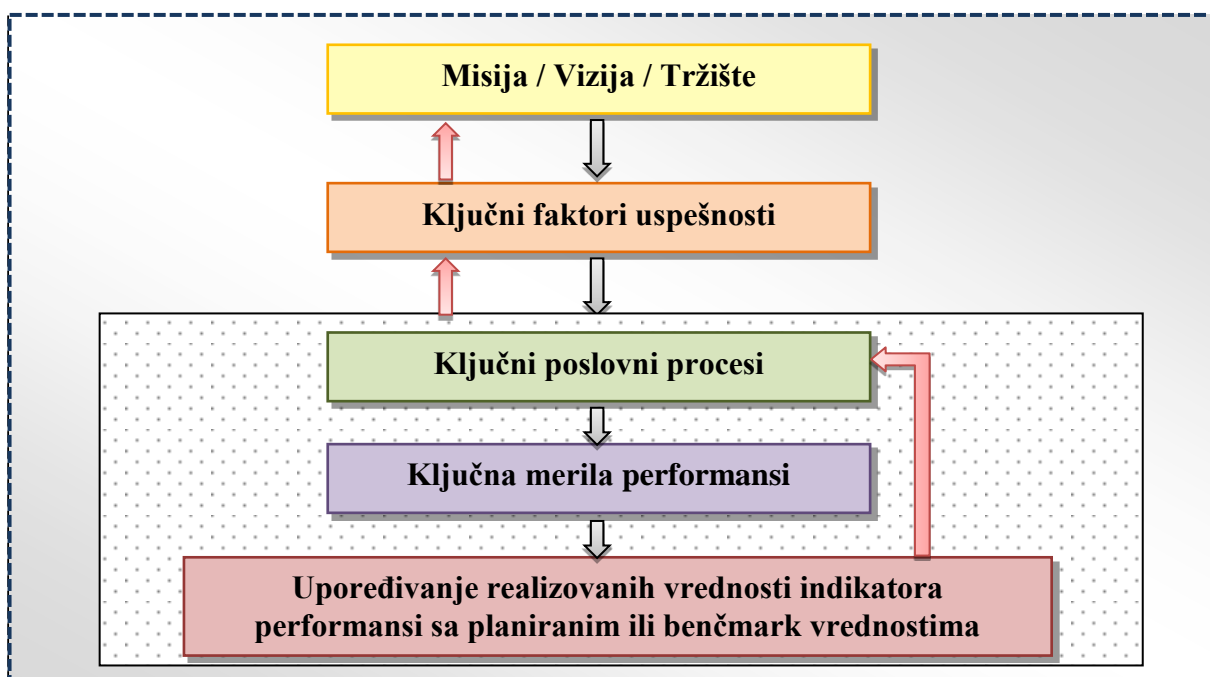 Misija / Vizija / Tržište
Ključni faktori uspešnosti
Ključni poslovni procesi
Ključna merila performansi
Upoređivanje realizovanih vrednosti indikatora
performansi sa planiranim ili benčmark vrednostima